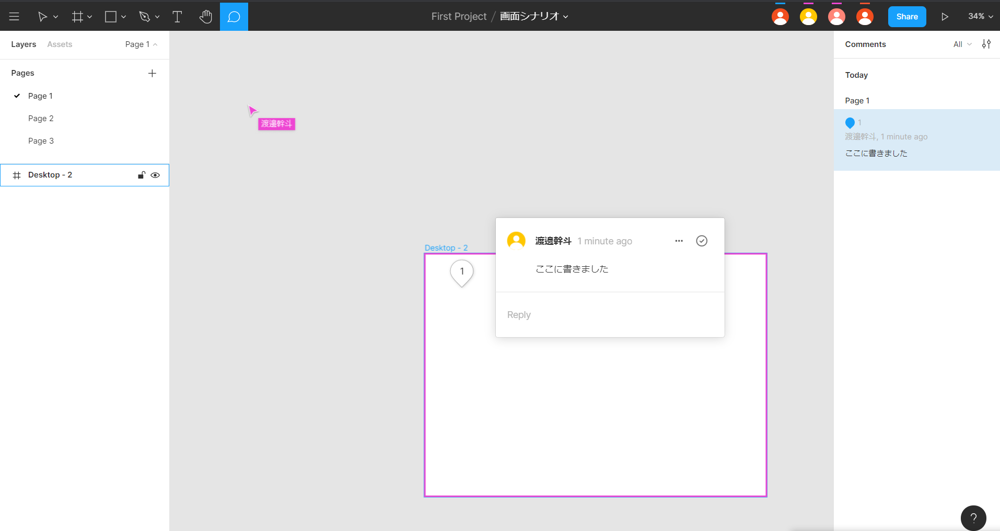 First Project / 画面シナリオ
Share
34%
Layers Assets Page 1
Pages
Page 1
Page 2
Page 3
Desktop - 2
渡邉幹斗
Desktop - 2
1
渡邉幹斗 1 minute ago
ここに書きました
Reply
Comments All
Today
Page 1
1
渡邉幹斗, 1 minute ago
ここに書きました
?